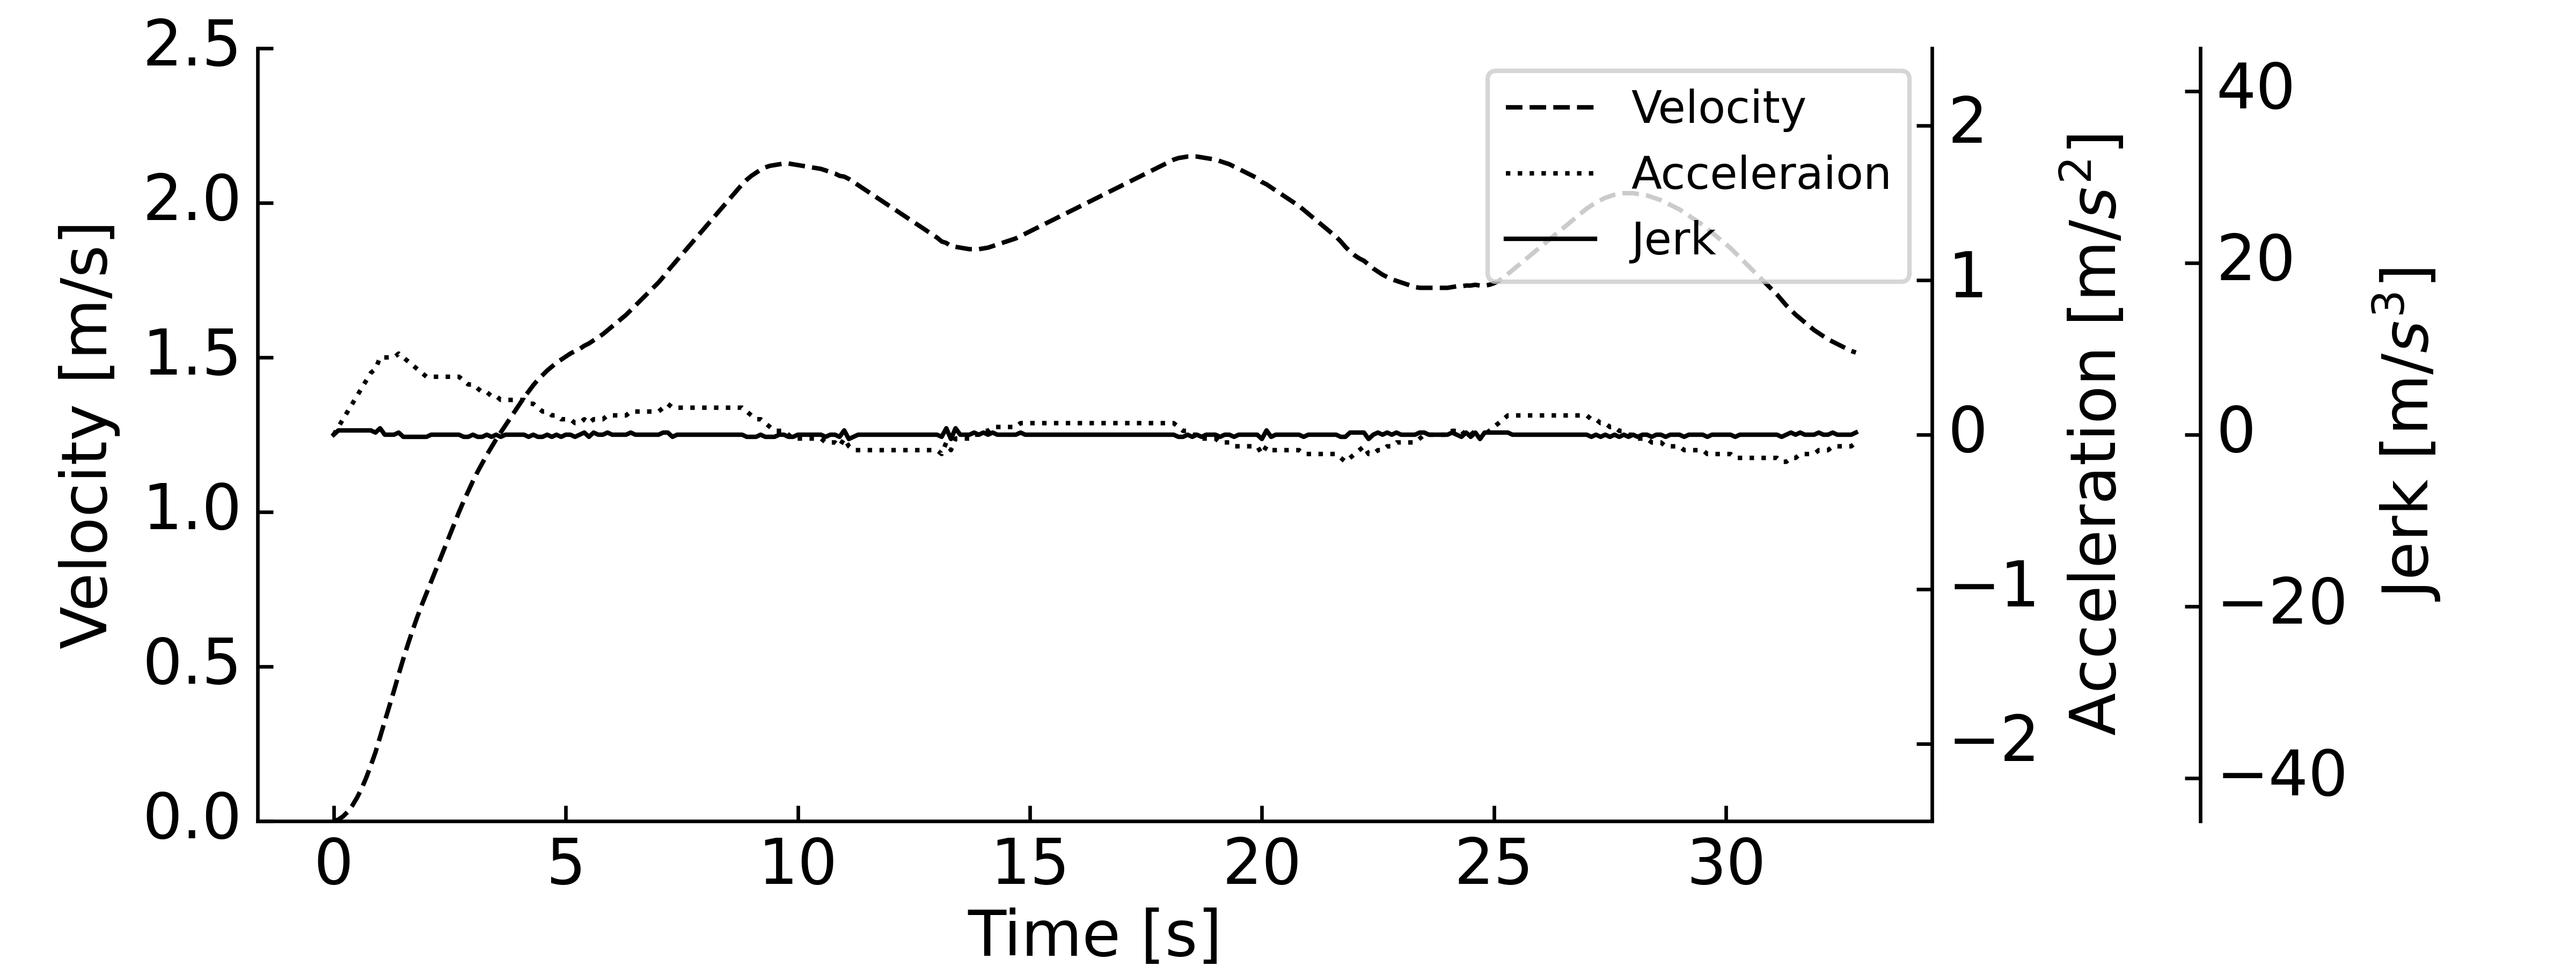 Velocity [m/s]
2.5
2.0
1.5
1.0
0.5
0.0
0 5 10 15 20 25 30
Time [s]
Velocity
Acceleraion
Jerk
2
1
0
−1
−2
Acceleration [m/s²]
40
20
0
−20
−40
Jerk [m/s³]